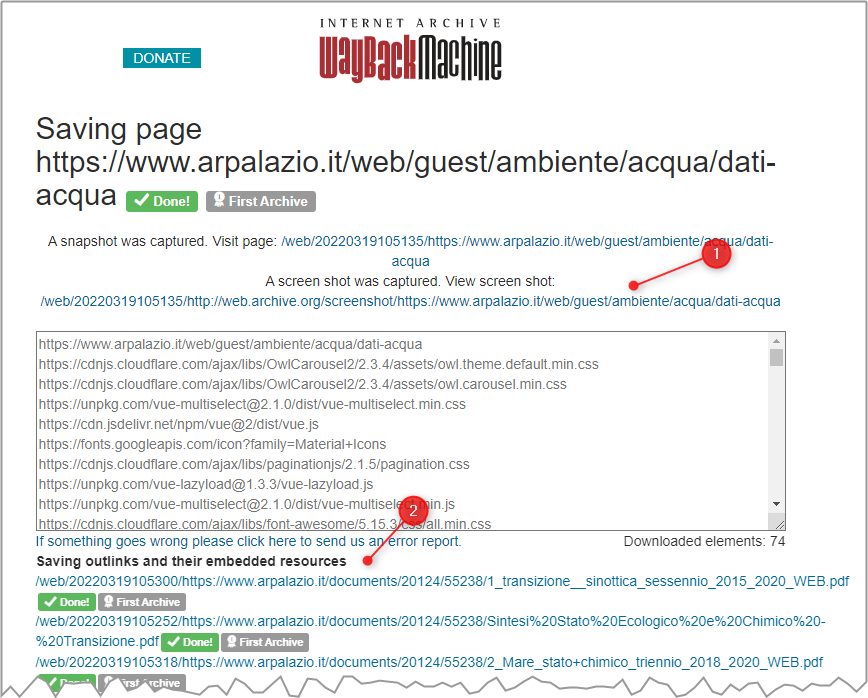 INTERNET ARCHIVE
DONATE
WayBackMachine
Saving page
https://www.arpalazio.it/web/guest/ambiente/acqua/dati-
acqua Done! First Archive
A snapshot was captured. Visit page: /web/20220319105135/https://www.arpalazio.it/web/guest/ambiente/acqua/dati-
acqua
1
A screen shot was captured. View screen shot:
/web/20220319105135/http://web.archive.org/screenshot/https://www.arpalazio.it/web/guest/ambiente/acqua/dati-acqua
https://www.arpalazio.it/web/guest/ambiente/acqua/dati-acqua
https://cdnjs.cloudflare.com/ajax/libs/OwlCarousel2/2.3.4/assets/owl.theme.default.min.css
https://cdnjs.cloudflare.com/ajax/libs/OwlCarousel2/2.3.4/assets/owl.carousel.min.css
https://unpkg.com/vue-multiselect@2.1.0/dist/vue-multiselect.min.css
https://cdn.jsdelivr.net/npm/vue@2/dist/vue.js
https://fonts.googleapis.com/icon?family=Material+Icons
https://cdnjs.cloudflare.com/ajax/libs/paginationjs/2.1.5/pagination.css
https://unpkg.com/vue-lazyload@1.3.3/vue-lazyload.js
https://unpkg.com/vue-multiselect@2.1.0/dist/vue-multiselect.min.js
2
https://cdnjs.cloudflare.com/ajax/libs/font-awesome/5.15.3/css/all.min.css
If something goes wrong please click here to send us an error report. Downloaded elements: 74
Saving outlinks and their embedded resources
/web/20220319105300/https://www.arpalazio.it/documents/20124/55238/1_transizione__sinottica_sessennio_2015_2020_WEB.pdf
Done! First Archive
/web/20220319105252/https://www.arpalazio.it/documents/20124/55238/Sintesi%20Stato%20Ecologico%20e%20Chimico%20-
%20Transizione.pdf Done! First Archive
/web/20220319105318/https://www.arpalazio.it/documents/20124/55238/2_Mare_stato+chimico_triennio_2018_2020_WEB.pdf
Done! First Archive